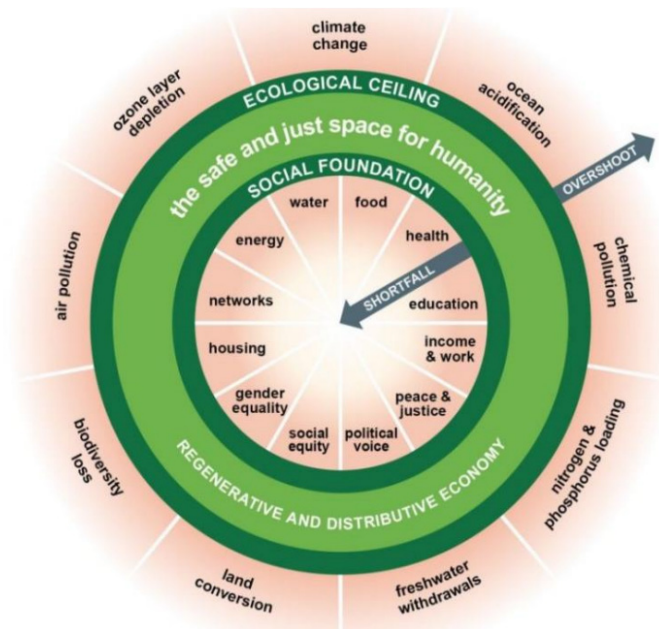 climate
change
ozone layer
depletion
ocean
acidification
ECOLOGICAL CEILING
the safe and just space for humanity
SOCIAL FOUNDATION
OVERSHOOT
water
food
energy
health
SHORTFALL
air pollution
chemical
pollution
networks
education
housing
income
& work
gender
equality
peace &
justice
social
equity
political
voice
REGENERATIVE AND DISTRIBUTIVE ECONOMY
biodiversity
loss
nitrogen &
phosphorus loading
land
conversion
freshwater
withdrawals